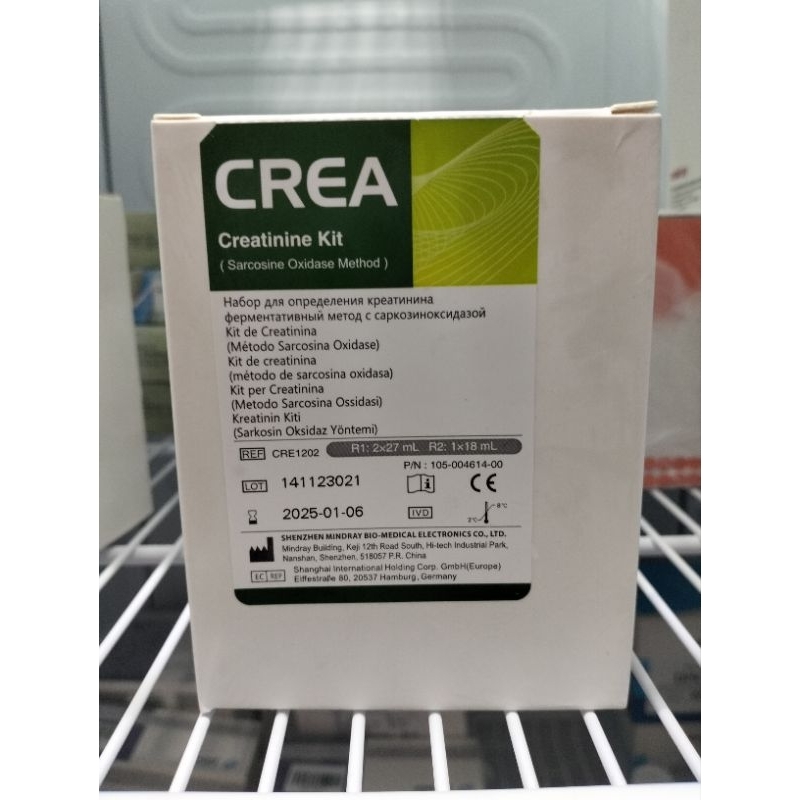 CREA
Creatinine Kit
( Sarcosine Oxidase Method )
Набор для определения креатинина
ферментативный метод с саркозиноксидазой
Kit de Creatinina
(Método Sarcosina Oxidase)
Kit de creatinina
(método de sarcosina oxidasa)
Kit per Creatinina
(Metodo Sarcosina Ossidasi)
Kreatinin Kiti
(Sarkosin Oksidaz Yöntemi)
REF CRE1202 R1: 2×27 mL R2: 1×18 mL
P/N : 105-004614-00
LOT 141123021 CE
2025-01-06 IVD 2°C 8°C
SHENZHEN MINDRAY BIO-MEDICAL ELECTRONICS CO., LTD.
Mindray Building, Keji 12th Road South, Hi-tech Industrial Park,
Nanshan, Shenzhen, 518057 P.R. China
EC REP Shanghai International Holding Corp. GmbH(Europa)
Eiffestraße 80, 20537 Hamburg, Germany